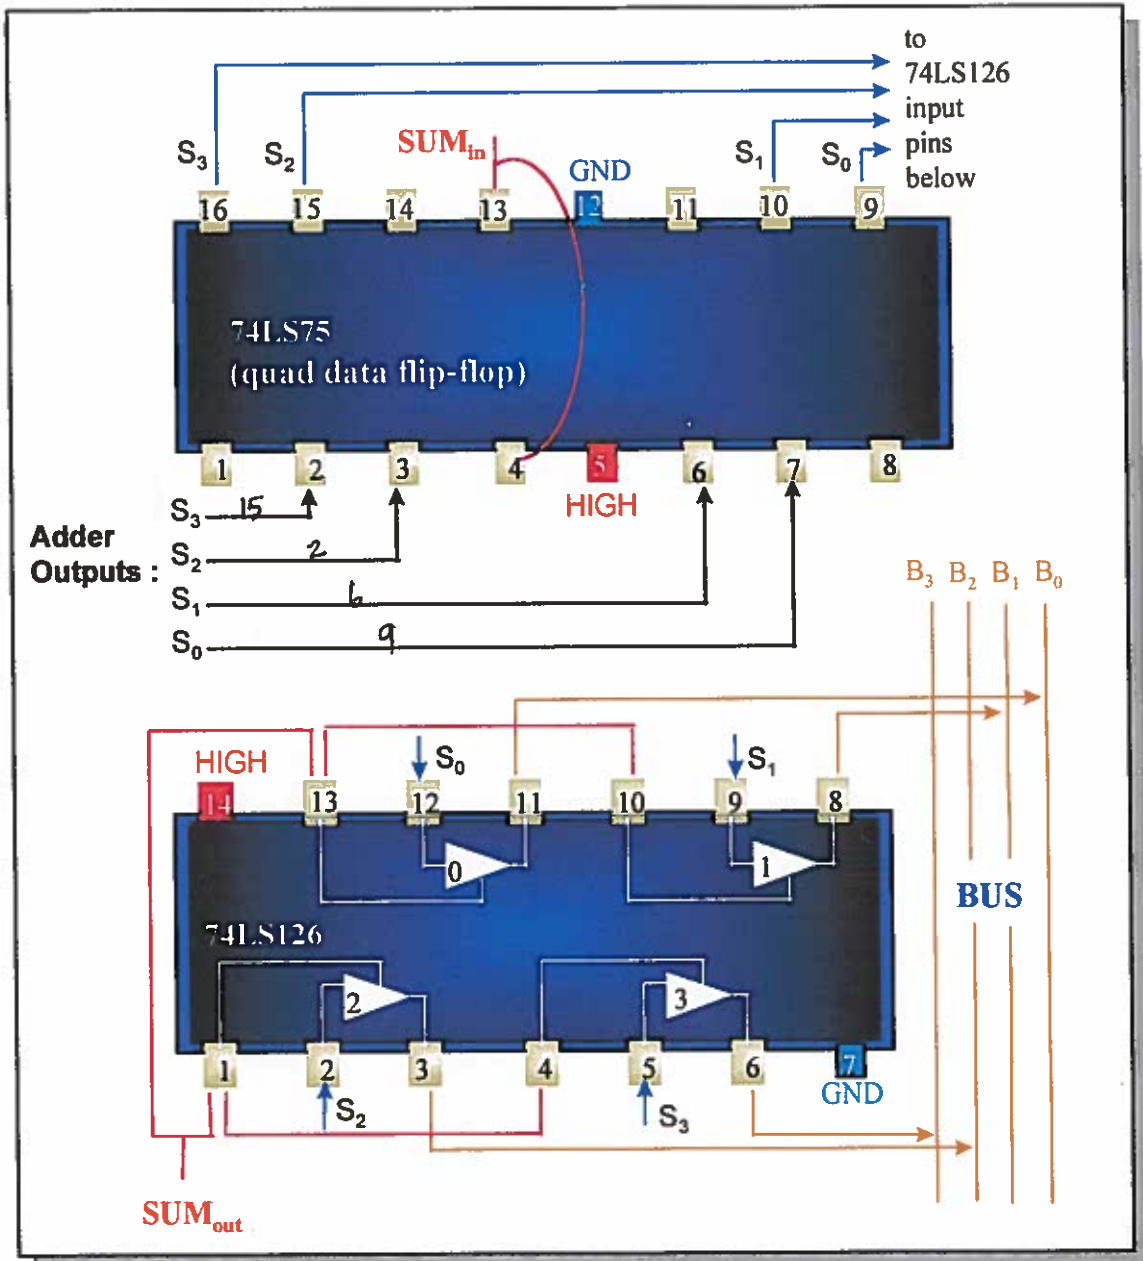 to
74LS126
input
pins
below
SUMin
S3
S2
GND
S1
S0
16 15 14 13 12 11 10 9
74LS75
(quad data flip-flop)
1 2 3 4 5 6 7 8
HIGH
Adder
Outputs :
S3 15
S2 2
S1 6
S0 9
B3 B2 B1 B0
HIGH
S0
S1
14 13 12 11 10 9 8
0
1
BUS
74LS126
2
3
1 2 3 4 5 6 7
GND
S2
S3
SUMout